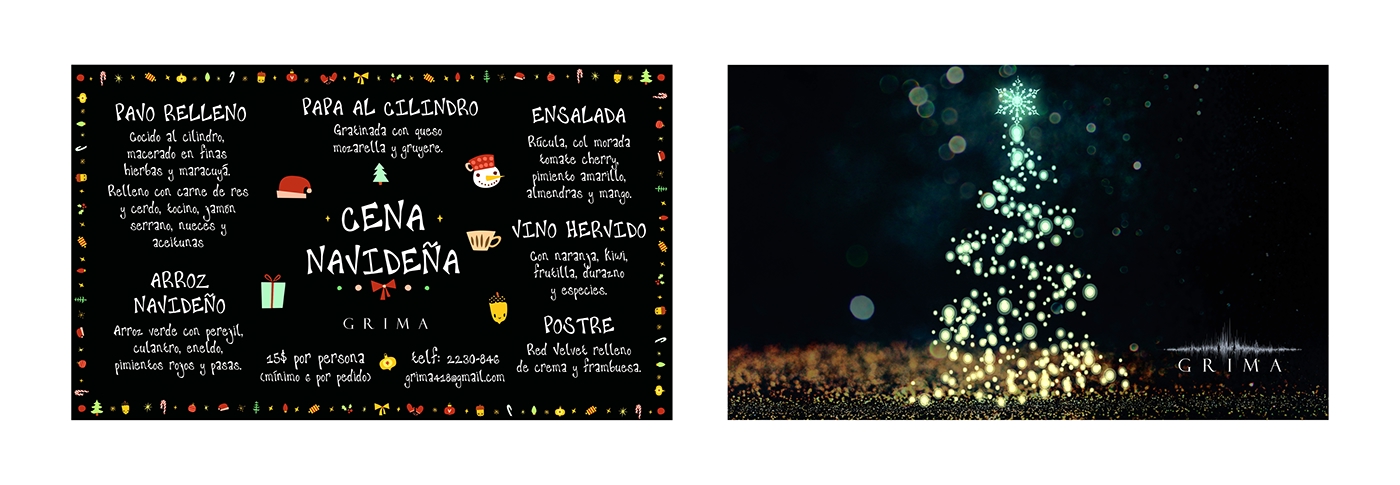 PAVO RELLENO
Cocido al cilindro,
macerado en finas
hierbas y maracuyá.
Relleno con carne de res
y cerdo, tocino, jamón
serrano, nueces y
aceitunas
ARROZ
NAVIDEÑO
Arroz verde con perejil,
culantro, eneldo,
pimientos rojos y pasas.
PAPA AL CILINDRO
Gratinada con queso
mozarella y gruyere.
CENA
NAVIDEÑA
GRIMA
15$ por persona
(mínimo 6 por pedido)
telf: 2230-846
grima418@gmail.com
ENSALADA
Rúcula, col morada
tomate cherry,
pimiento amarillo,
almendras y mango.
VINO HERVIDO
Con naranja, kiwi,
frutilla, durazno
y especies.
POSTRE
Red Velvet relleno
de crema y frambuesa.
GRIMA